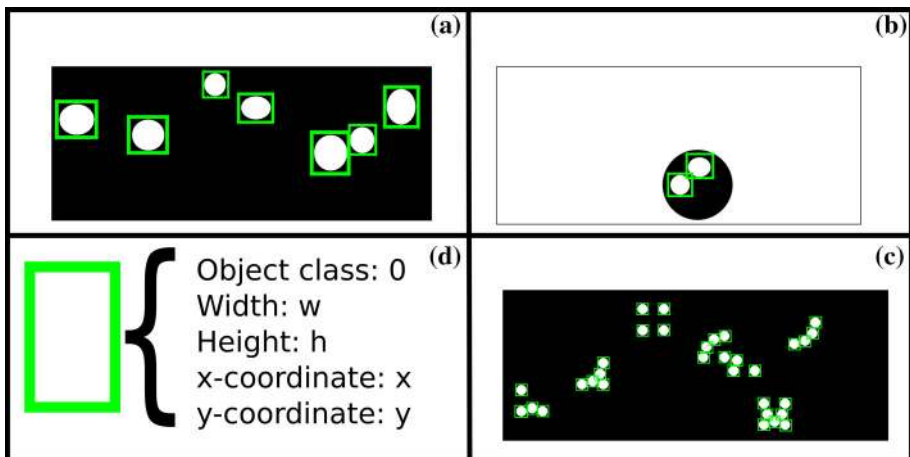 (a)
(b)
Object class: 0
Width: w
Height: h
x-coordinate: x
y-coordinate: y
(d)
(c)